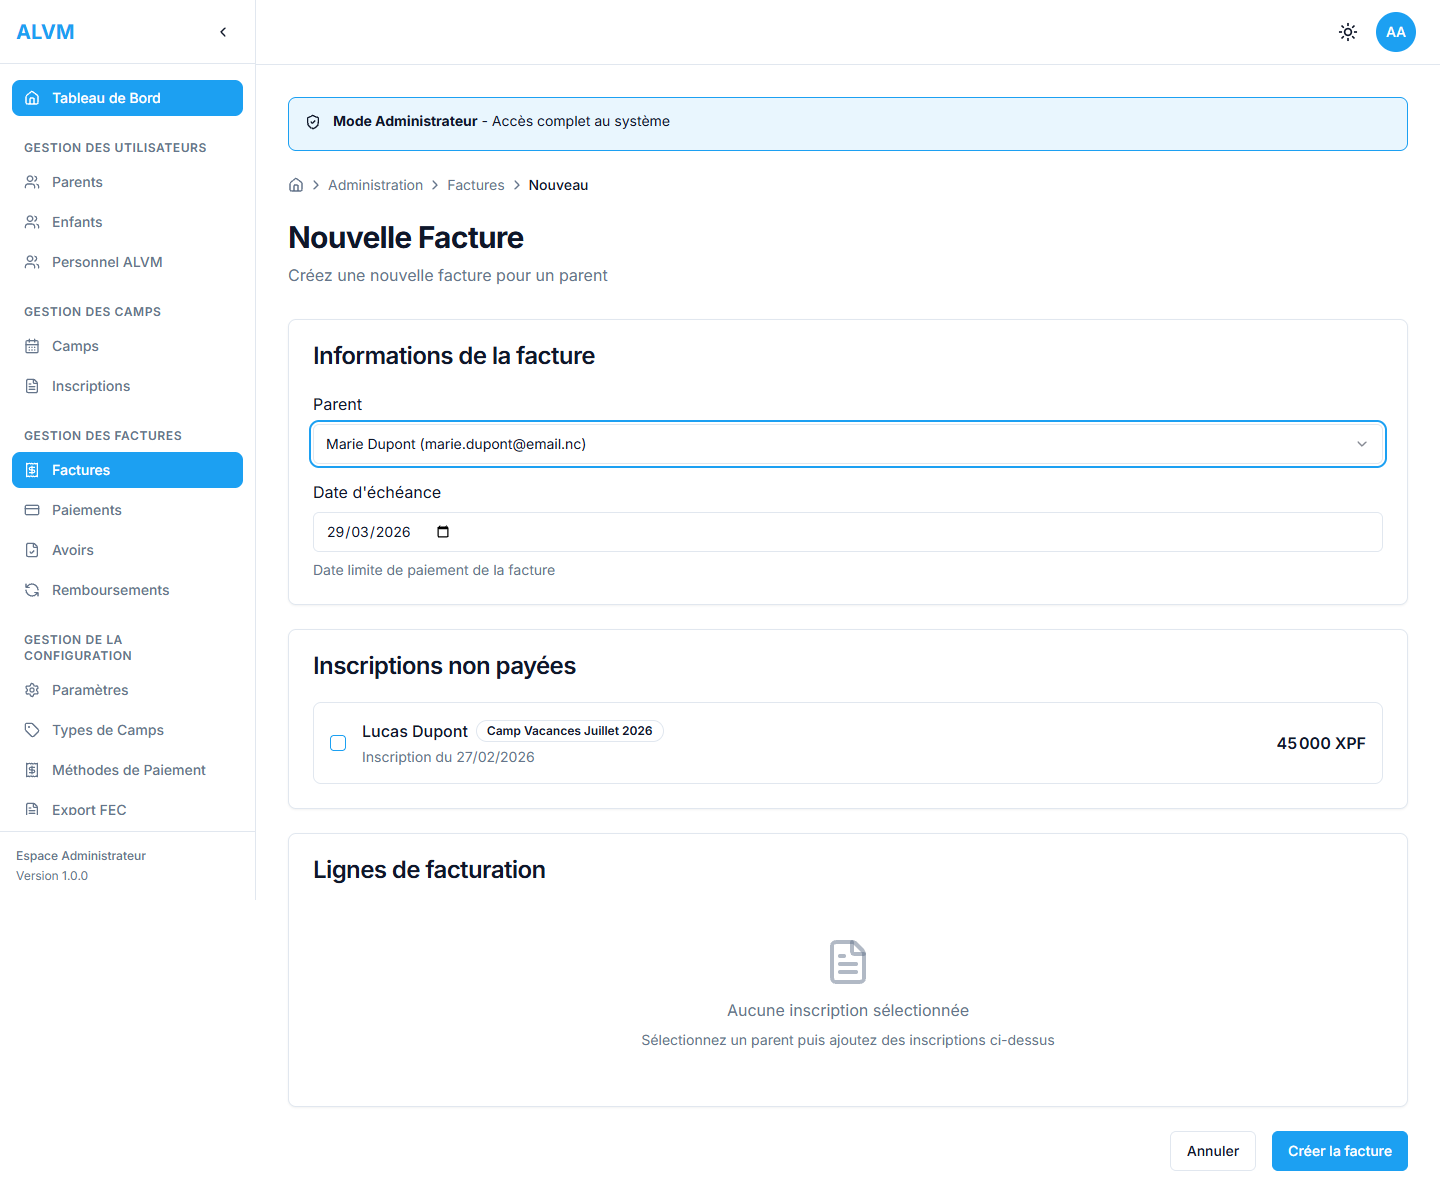 ALVM
AA
Tableau de Bord
GESTION DES UTILISATEURS
Parents
Enfants
Personnel ALVM
GESTION DES CAMPS
Camps
Inscriptions
GESTION DES FACTURES
Factures
Paiements
Avoirs
Remboursements
GESTION DE LA
CONFIGURATION
Paramètres
Types de Camps
Méthodes de Paiement
Export FEC
Espace Administrateur
Version 1.0.0
Mode Administrateur - Accès complet au système
Administration Factures Nouveau
Nouvelle Facture
Créez une nouvelle facture pour un parent
Informations de la facture
Parent
Marie Dupont (marie.dupont@email.nc)
Date d'échéance
29/03/2026
Date limite de paiement de la facture
Inscriptions non payées
Lucas Dupont Camp Vacances Juillet 2026
Inscription du 27/02/2026
45 000 XPF
Lignes de facturation
Aucune inscription sélectionnée
Sélectionnez un parent puis ajoutez des inscriptions ci-dessus
Annuler Créer la facture